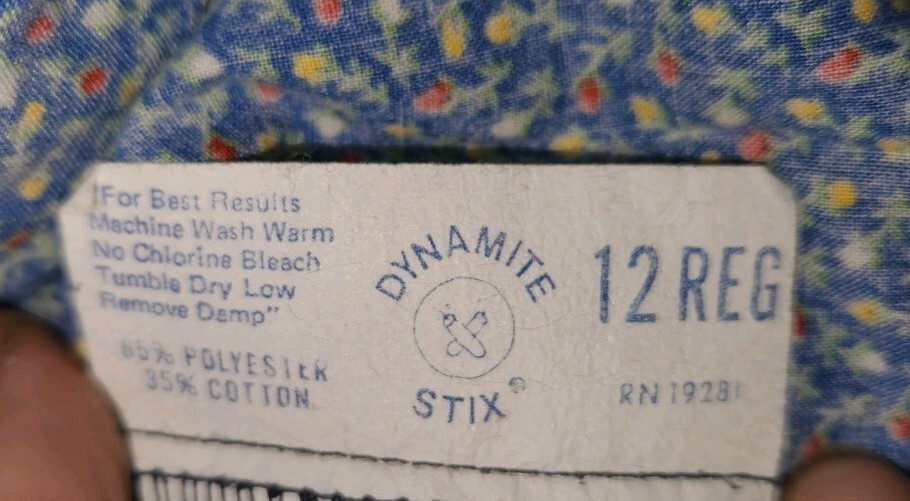 "For Best Results
Machine Wash Warm
No Chlorine Bleach
Tumble Dry Low
Remove Damp"
65% POLYESTER
35% COTTON
DYNAMITE
STIX®
12 REG
RN 19281